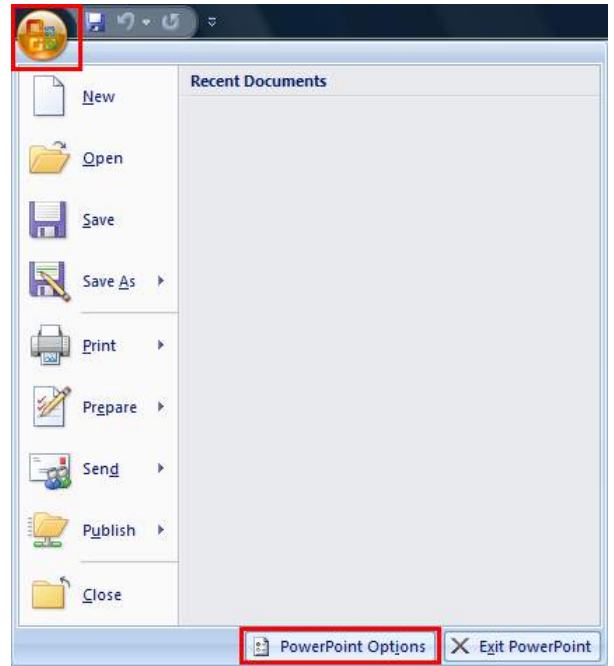 Recent Documents
New
Open
Save
Save As
Print
Prepare
Send
Publish
Close
PowerPoint Options
Exit PowerPoint